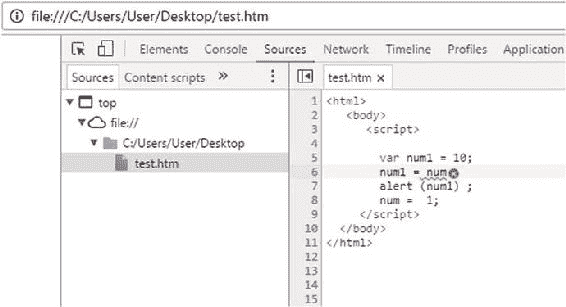 file:///C:/Users/User/Desktop/test.htm
Elements Console Sources Network Timeline Profiles Application
Sources Content scripts » test.htm ×
top
file://
C:/Users/User/Desktop
test.htm
1 <html>
2 <body>
3 <script>
4
5 var num1 = 10;
6 num1 = num
7 alert (num1) ;
8 num = 1;
9 </script>
10 </body>
11 </html>
12
13
14
15